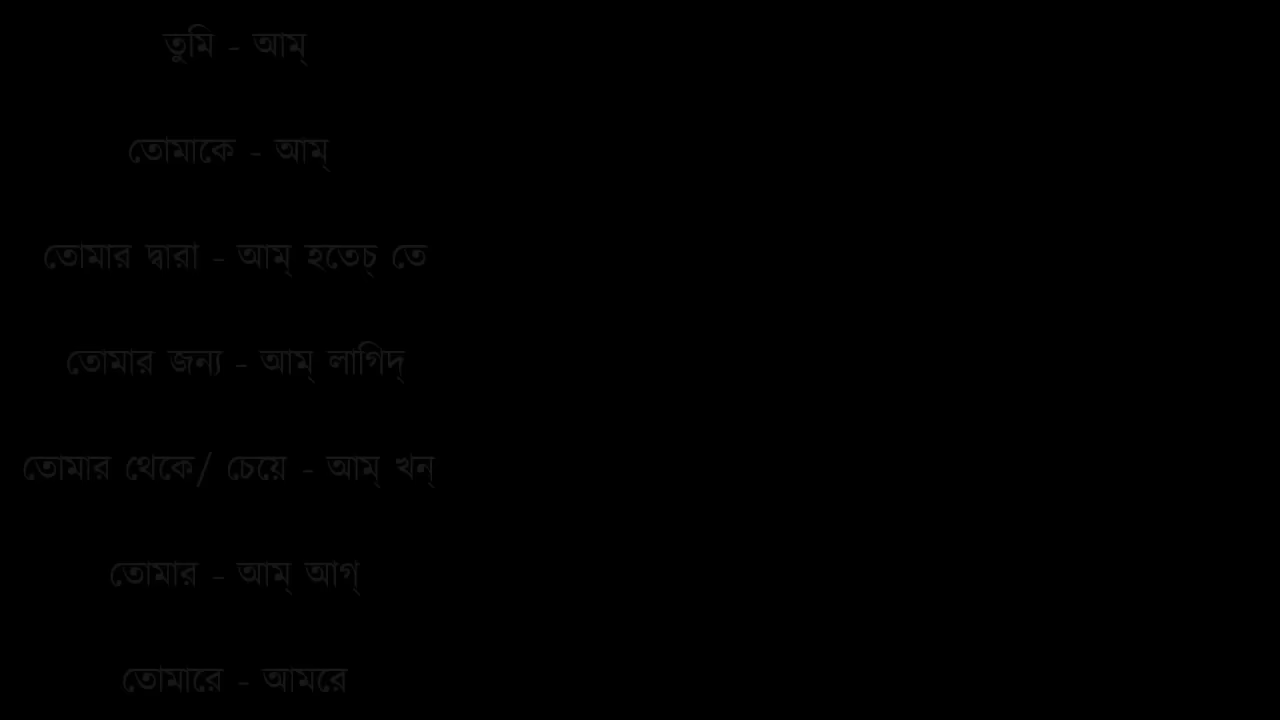 তুমি - আম্
তোমাকে - আম্
তোমার দ্বারা - আম্ হতেচ্ তে
তোমার জন্য - আম্ লাগিদ্
তোমার থেকে/ চেয়ে - আম্ খন্
তোমার - আম্ আগ্
তোমারে - আমরে